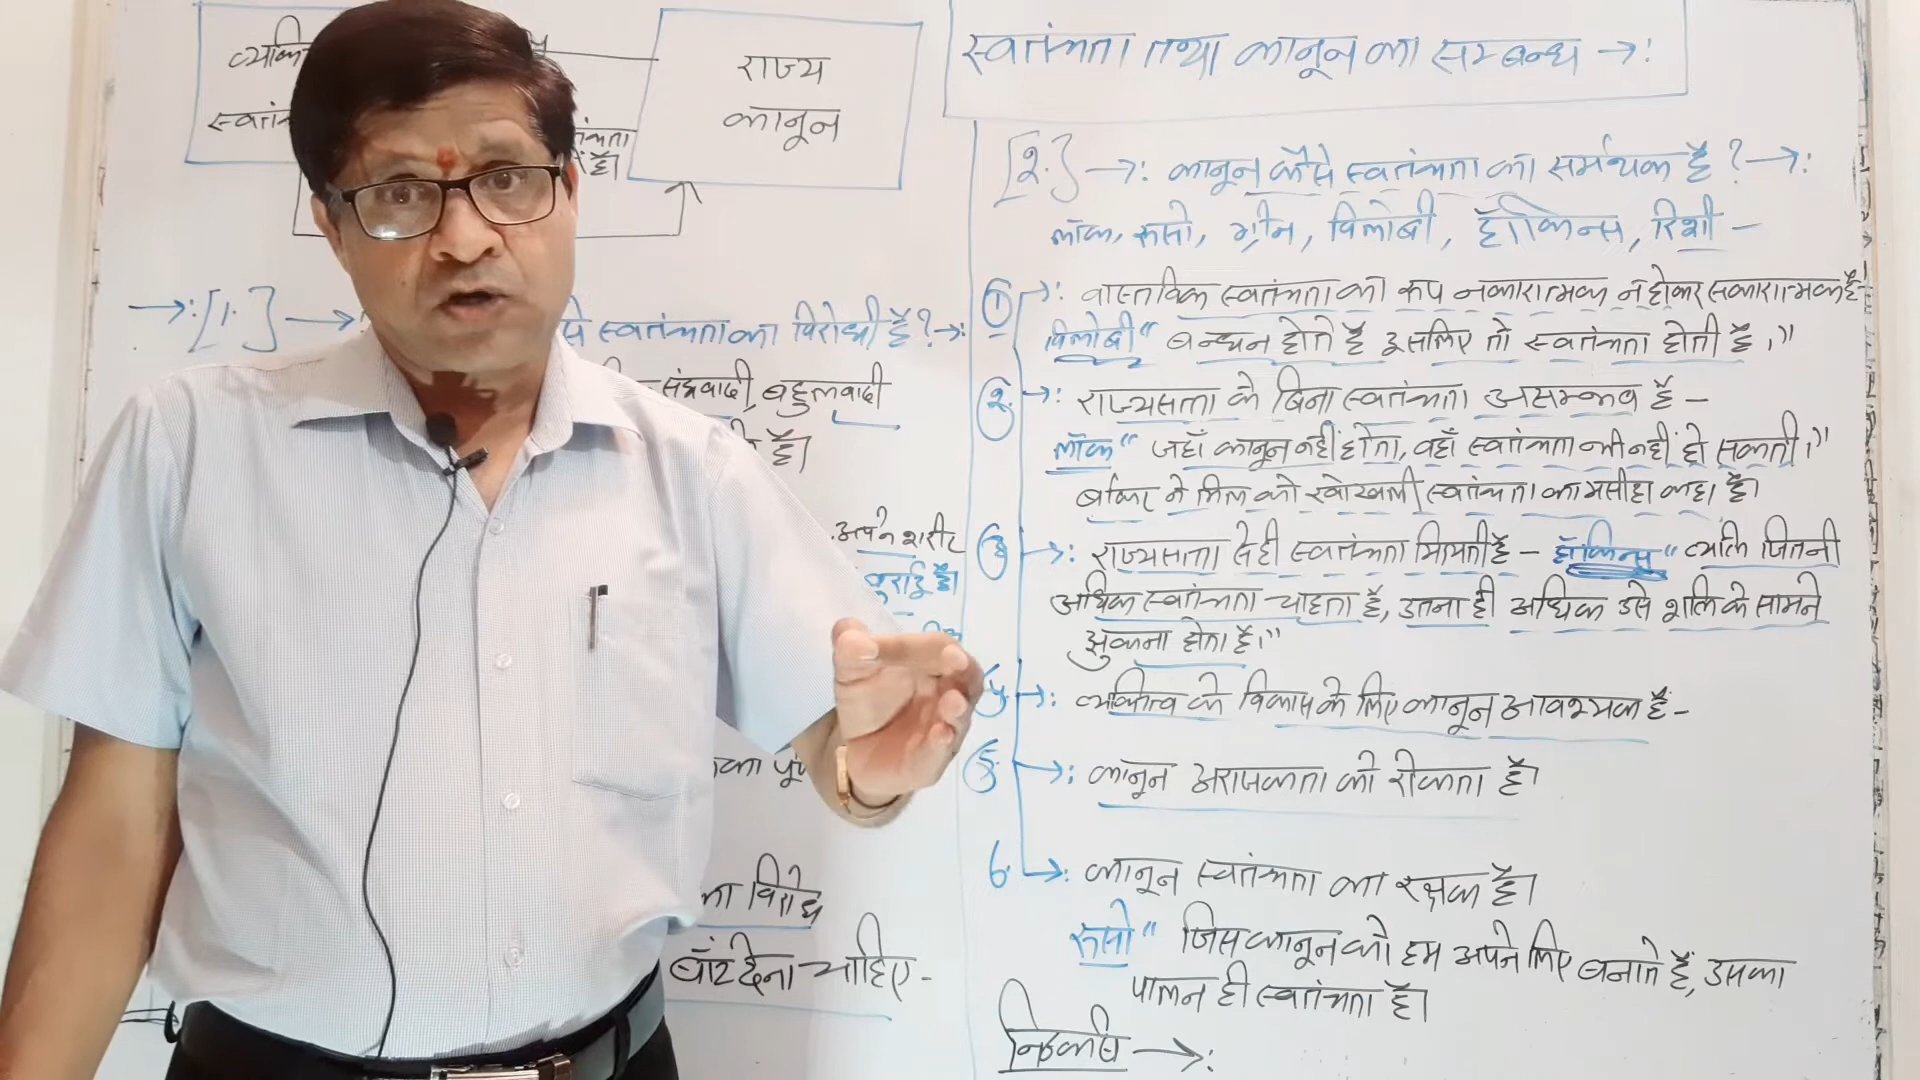 राज्य
कानून
स्वतंत्रता तथा कानून का सम्बन्ध →:
[2.] →: कानून कैसे स्वतंत्रता का सर्मथक है? →:
लॉक, रूसो, ग्रीन, विलोबी, हॉकिन्स, रिशी –
→: [1.] →: से स्वतंत्रता का विरोधी है? →:
संघवादी, बहुलवादी
है।
① →: वास्तविक स्वतंत्रता का रूप नकारात्मक न होकर सकारात्मक है
विलोबी" बन्धन होते है इसलिए तो स्वतंत्रता होती है।"
2. →: राज्यसत्ता के बिना स्वतंत्रता असम्भव है –
लॉक" जहाँ कानून नहीं होता, वहाँ स्वतंत्रता भी नहीं हो सकती।"
बार्कर ने मिल को खोखली स्वतंत्रता का मसीहा कहा है।
अपने शरीर
3 →: राज्यसत्ता से ही स्वतंत्रता मिलती है – हॉकिन्स" व्यक्ति जितनी
अधिक स्वतंत्रता चाहता है, उतना ही अधिक उसे शक्ति के सामने
झुकना होता है।"
4 →: व्यक्तित्व के विकास के लिए कानून आवश्यक है –
5 →: कानून अराजकता को रोकता है।
6. →: कानून स्वतंत्रता का रक्षक है।
रूसो" जिस कानून को हम अपने लिए बनाते हैं, उसका
पालन ही स्वतंत्रता है।
का विरोध
बाँट देना चाहिए –
निष्कर्ष →: